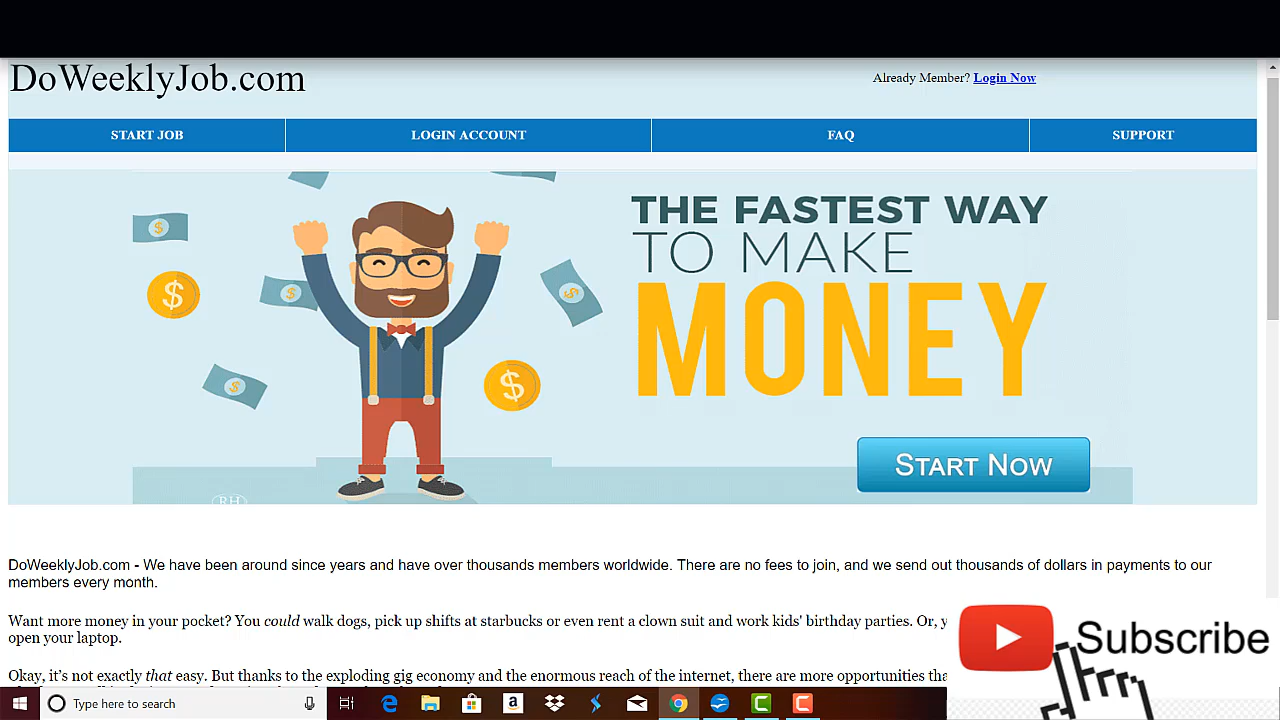 DoWeeklyJob.com
Already Member? Login Now
START JOB
LOGIN ACCOUNT
FAQ
SUPPORT
THE FASTEST WAY
TO MAKE
MONEY
START NOW
RH
DoWeeklyJob.com - We have been around since years and have over thousands members worldwide. There are no fees to join, and we send out thousands of dollars in payments to our
members every month.
Want more money in your pocket? You could walk dogs, pick up shifts at starbucks or even rent a clown suit and work kids' birthday parties. Or,
open your laptop.
Okay, it's not exactly that easy. But thanks to the exploding gig economy and the enormous reach of the internet, there are more opportunities
Subscribe
Type here to search